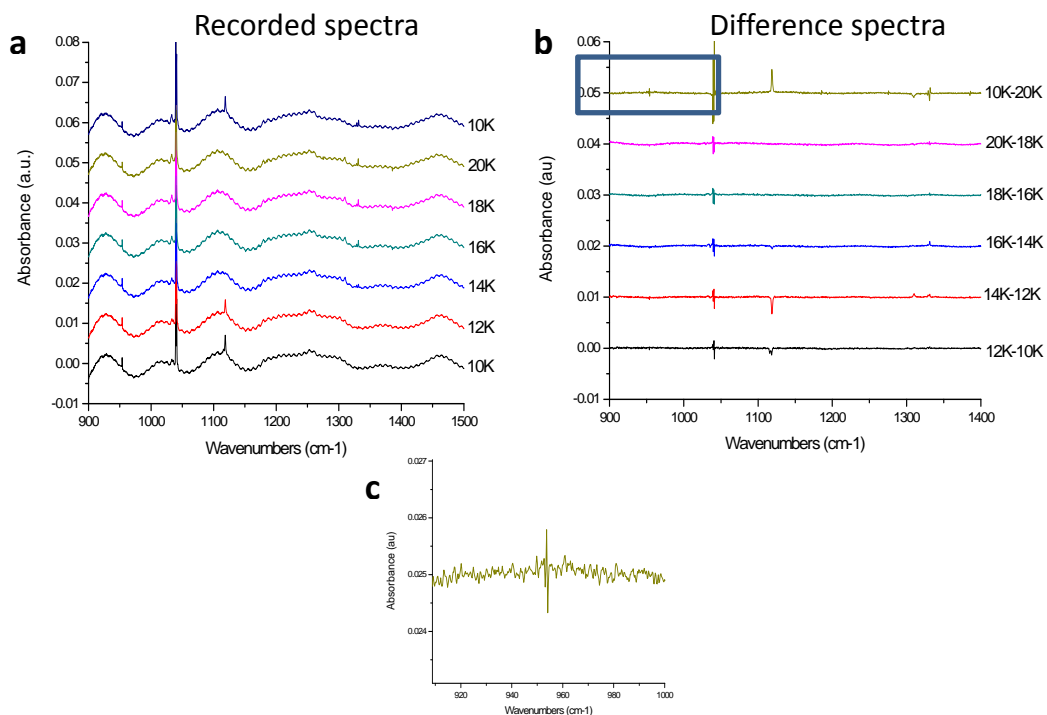 Recorded spectra
a
0.08
0.07
0.06
0.05
0.04
0.03
0.02
0.01
0.00
-0.01
Absorbance (a.u.)
10K
20K
18K
16K
14K
12K
10K
900 1000 1100 1200 1300 1400 1500
Wavenumbers (cm-1)
Difference spectra
b
0.06
0.05
0.04
0.03
0.02
0.01
0.00
-0.01
Absorbance (au)
10K-20K
20K-18K
18K-16K
16K-14K
14K-12K
12K-10K
900 1000 1100 1200 1300 1400
Wavenumbers (cm-1)
c
0.027
0.026
0.025
0.024
Absorbance (au)
920 940 960 980 1000
Wavenumbers (cm-1)